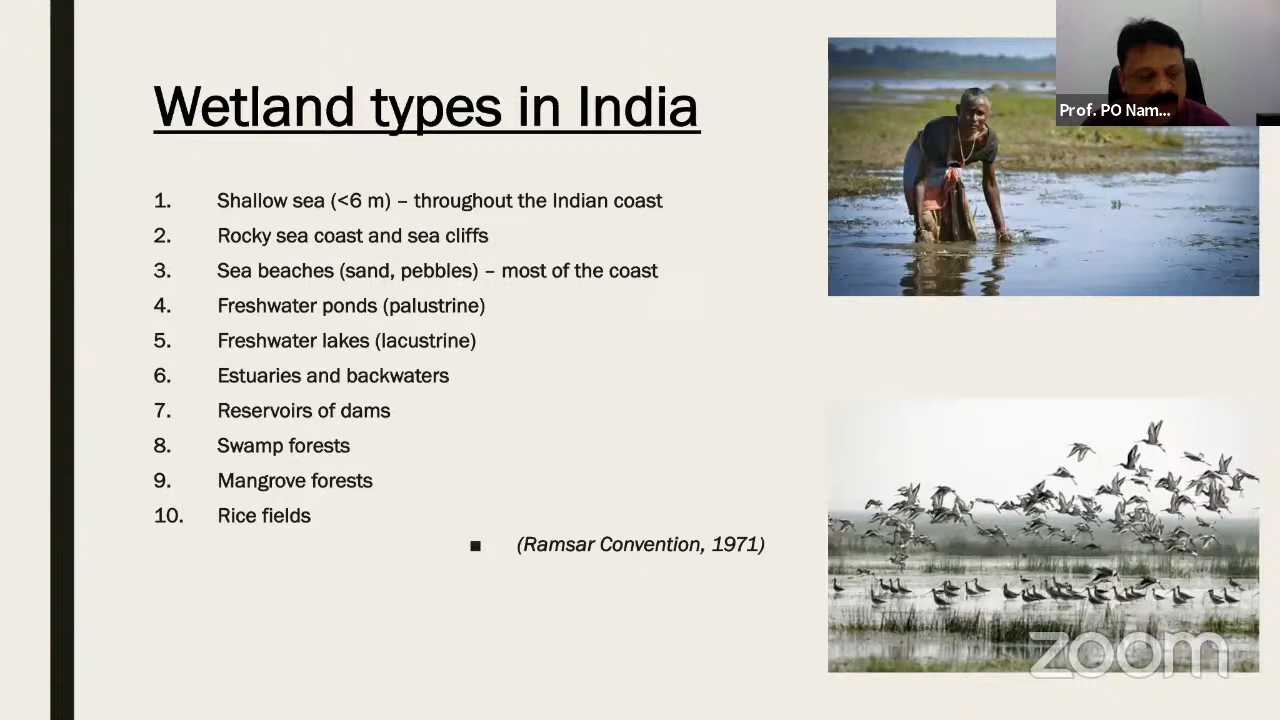 Wetland types in India
1. Shallow sea (<6 m) – throughout the Indian coast
2. Rocky sea coast and sea cliffs
3. Sea beaches (sand, pebbles) – most of the coast
4. Freshwater ponds (palustrine)
5. Freshwater lakes (lacustrine)
6. Estuaries and backwaters
7. Reservoirs of dams
8. Swamp forests
9. Mangrove forests
10. Rice fields
■ (Ramsar Convention, 1971)
Prof. PO Nam...
zoom